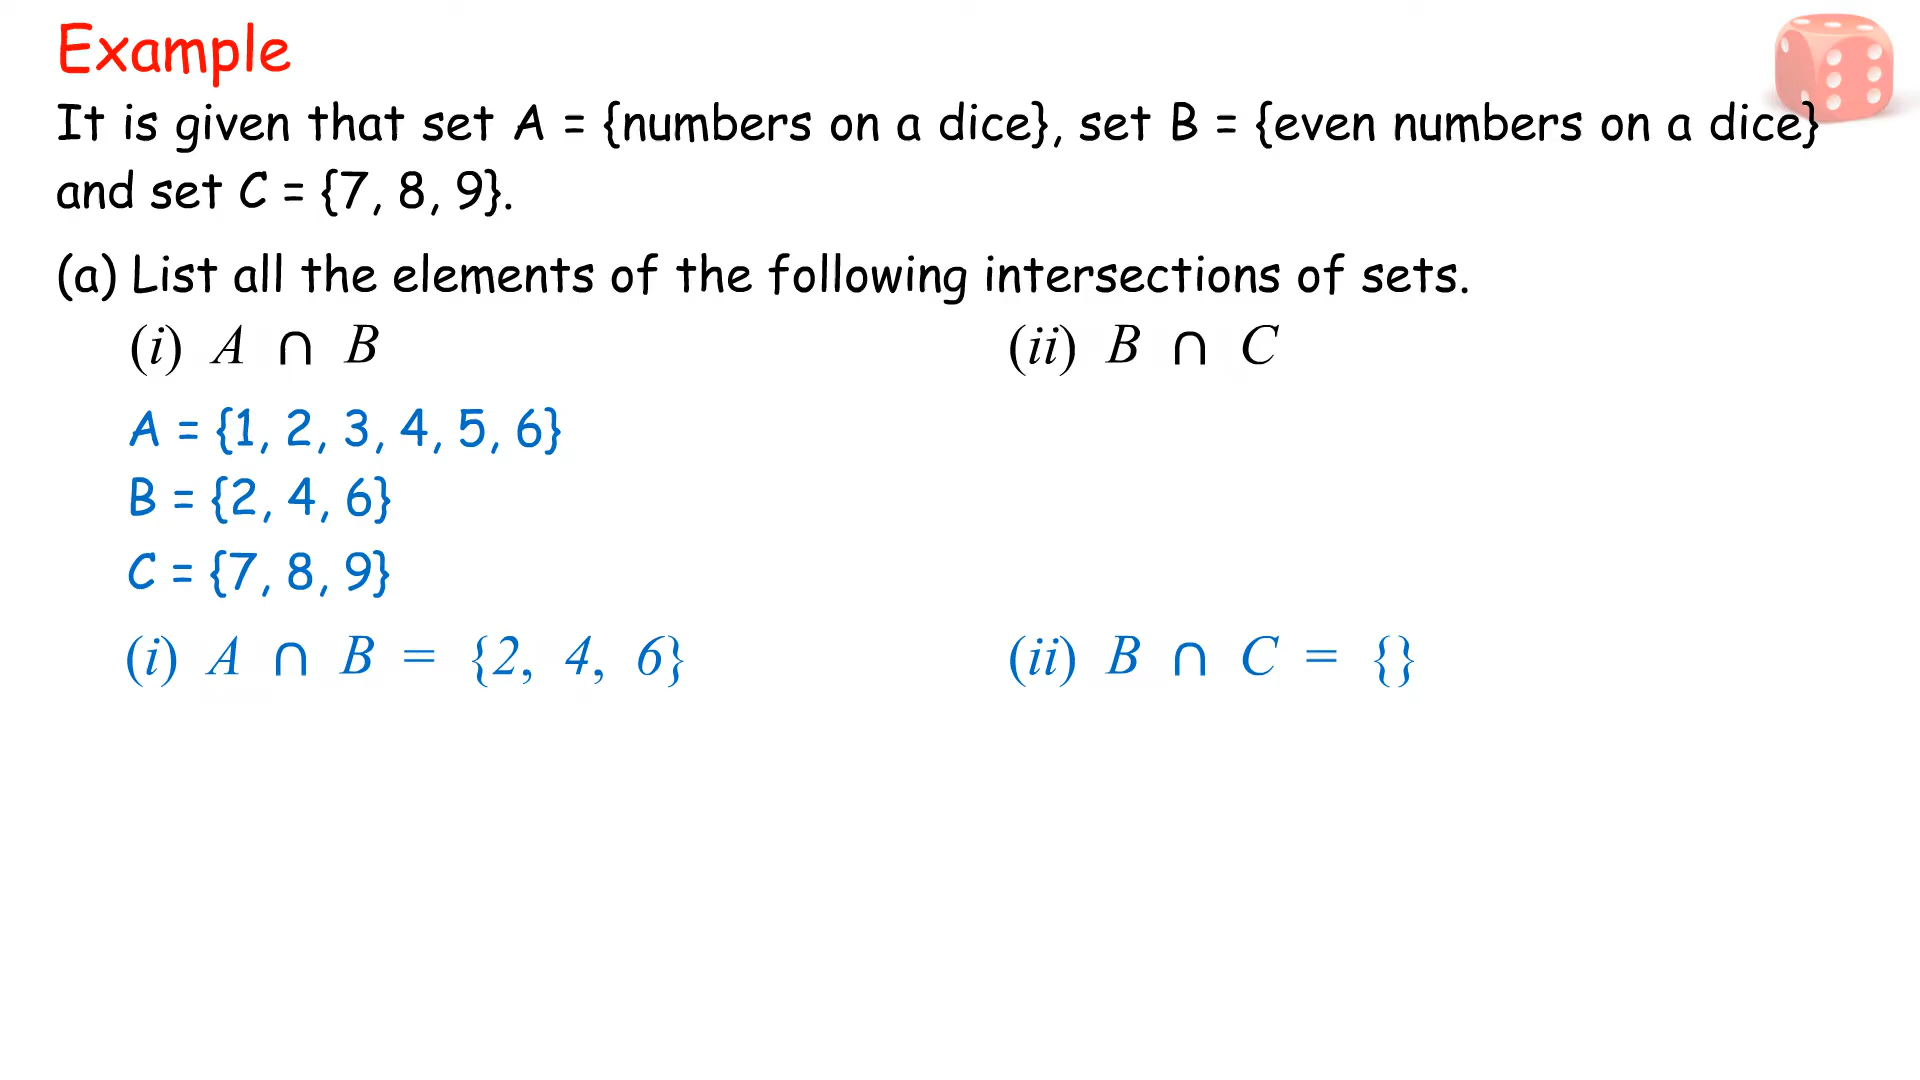 Example
It is given that set A = {numbers on a dice}, set B = {even numbers on a dice}
and set C = {7, 8, 9}.
(a) List all the elements of the following intersections of sets.
(i) A ∩ B (ii) B ∩ C
A = {1, 2, 3, 4, 5, 6}
B = {2, 4, 6}
C = {7, 8, 9}
(i) A ∩ B = {2, 4, 6} (ii) B ∩ C = {}